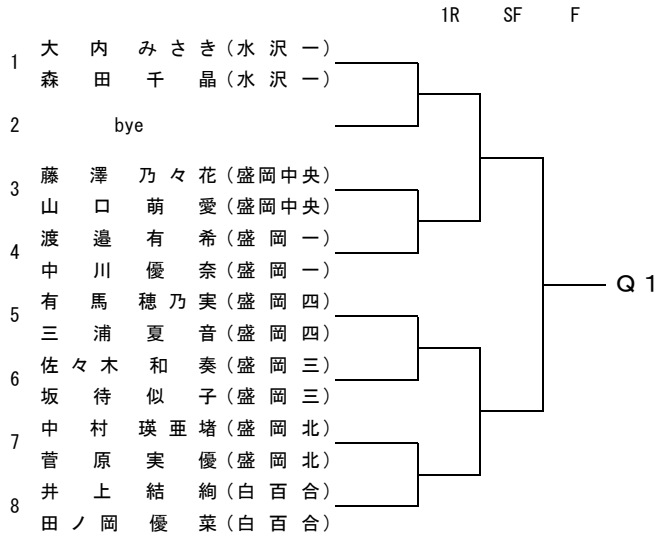 1R SF F
1 大内 みさき(水沢一)
森田 千晶(水沢一)
2 bye
3 藤澤 乃々花(盛岡中央)
山口 萌愛(盛岡中央)
4 渡邉有希(盛岡一)
中川優奈(盛岡一)
5 有馬穂乃実(盛岡四)
三浦夏音(盛岡四)
6 佐々木和奏(盛岡三)
坂待似子(盛岡三)
7 中村瑛亜堵(盛岡北)
菅原実優(盛岡北)
8 井上結絢(白百合)
田ノ岡優菜(白百合)
Q1